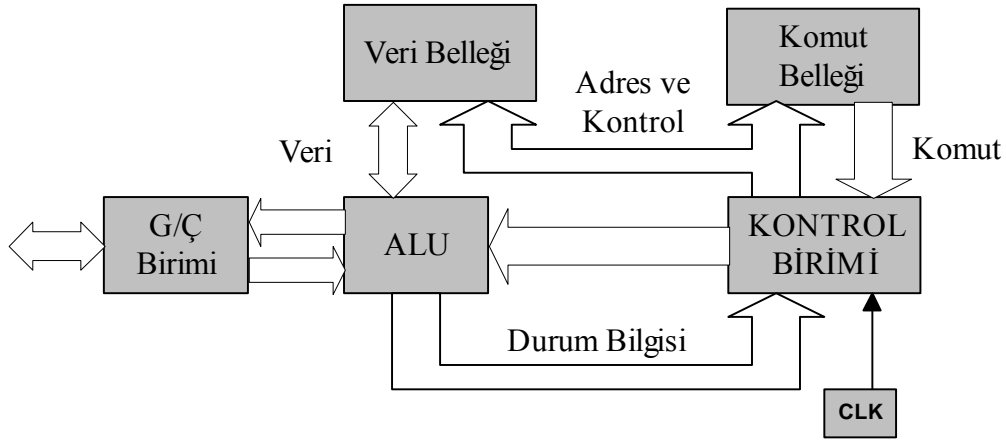 Veri Belleği
Komut
Belleği
Adres ve
Kontrol
Veri
Komut
G/Ç
Birimi
ALU
KONTROL
BİRİMİ
Durum Bilgisi
CLK